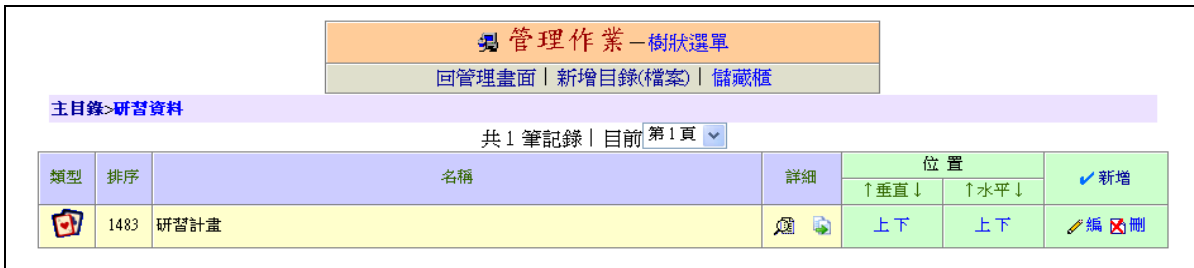 管理作業－樹狀選單
回管理畫面｜新增目錄(檔案)｜儲藏櫃
主目錄>研習資料
共 1 筆記錄｜目前 第1頁
類型 排序 名稱 詳細 位 置 新增
↑垂直↓ ↑水平↓
1483 研習計畫 上 下 上 下 編 刪